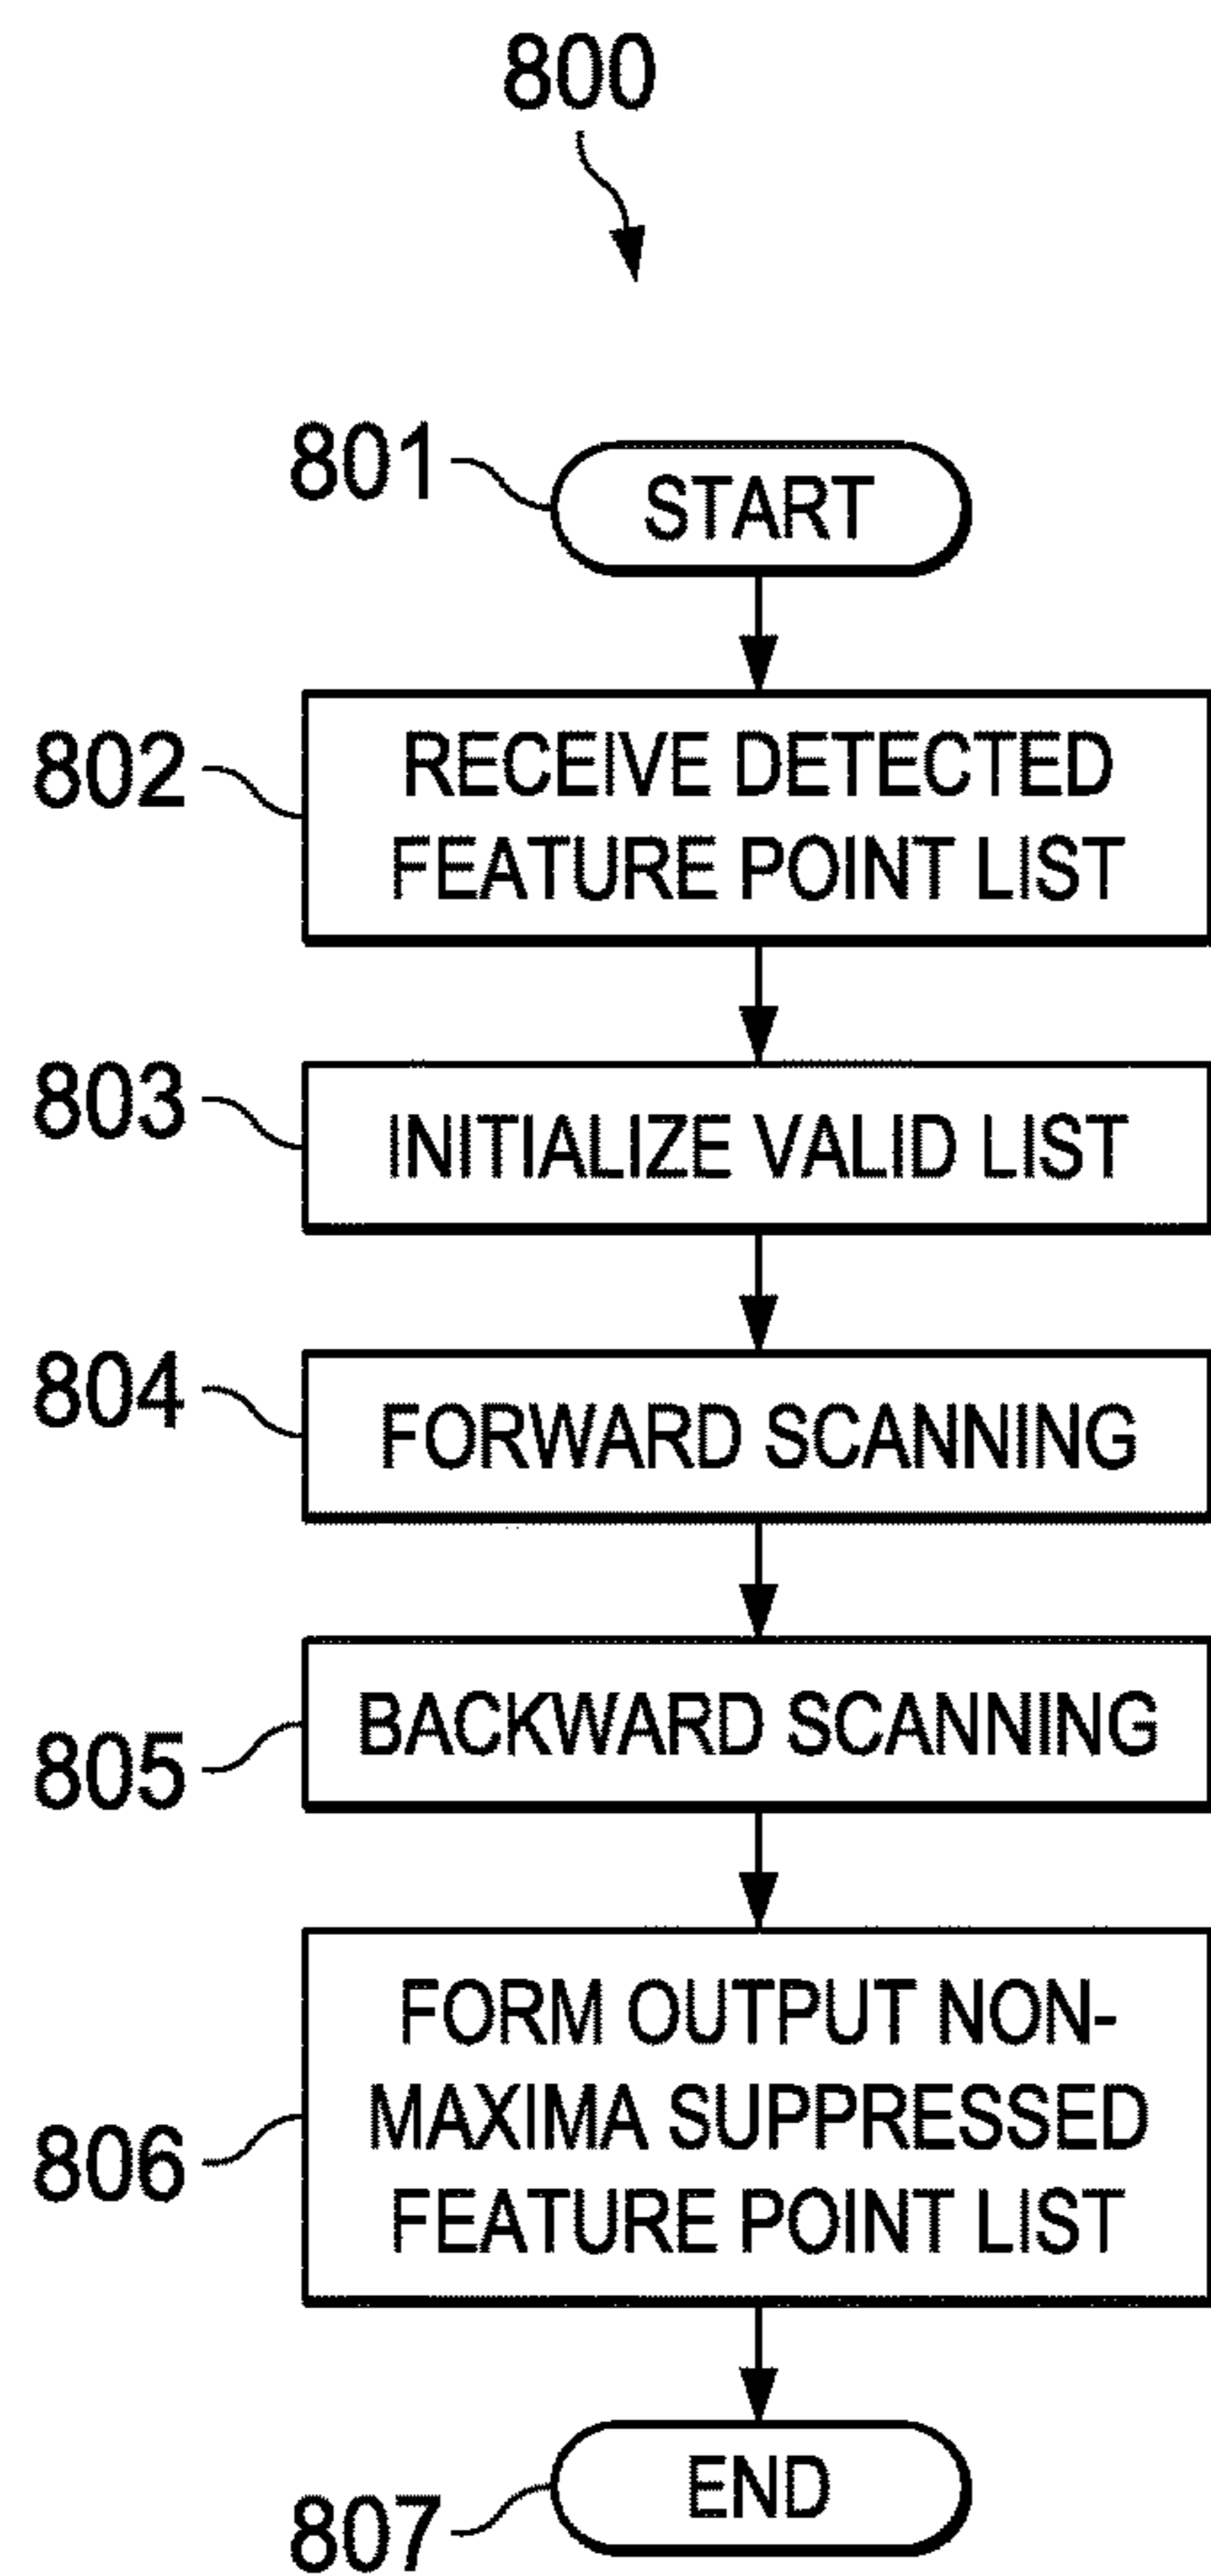 800
801
START
802
RECEIVE DETECTED
FEATURE POINT LIST
803
INITIALIZE VALID LIST
804
FORWARD SCANNING
805
BACKWARD SCANNING
806
FORM OUTPUT NON-
MAXIMA SUPPRESSED
FEATURE POINT LIST
807
END